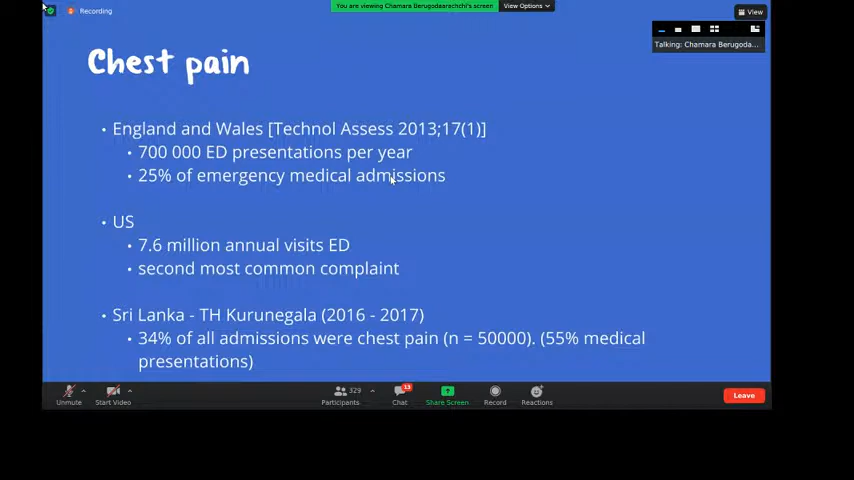 Recording
You are viewing Chamara Berugodaarachchi's screen
View Options
View
Talking: Chamara Berugoda...
Chest pain
• England and Wales [Technol Assess 2013;17(1)]
• 700 000 ED presentations per year
• 25% of emergency medical admissions
• US
• 7.6 million annual visits ED
• second most common complaint
• Sri Lanka - TH Kurunegala (2016 - 2017)
• 34% of all admissions were chest pain (n = 50000). (55% medical
presentations)
Unmute
Start Video
329
Participants
13
Chat
Share Screen
Record
Reactions
Leave